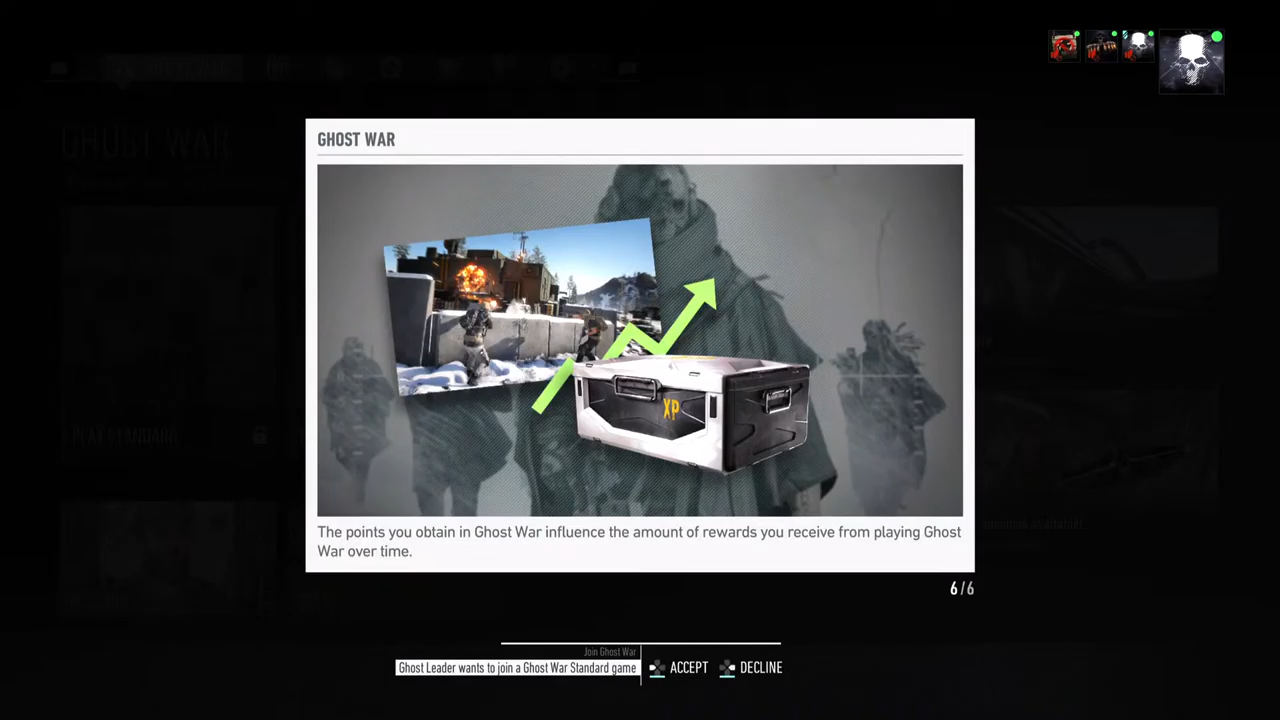 GHOST WAR
GHOST WAR
XP
The points you obtain in Ghost War influence the amount of rewards you receive from playing Ghost
War over time.
6/6
Join Ghost War
Ghost Leader wants to join a Ghost War Standard game
ACCEPT
DECLINE